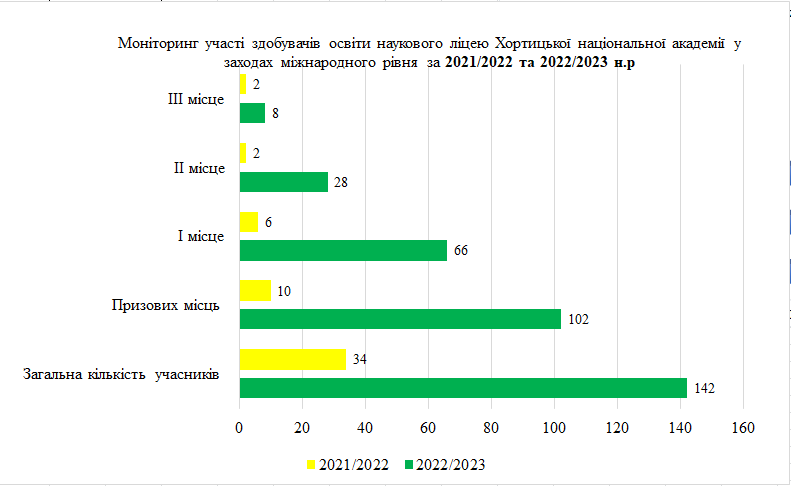 Моніторинг участі здобувачів освіти наукового ліцею Хортицької національної академії у
заходах міжнародного рівня за 2021/2022 та 2022/2023 н.р
ІІІ місце
2
8
ІІ місце
2
28
І місце
6
66
Призових місць
10
102
Загальна кількість учасників
34
142
0 20 40 60 80 100 120 140 160
2021/2022 2022/2023